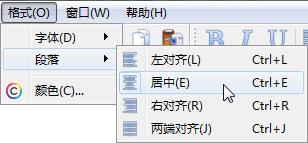 格式(O) 窗口(W) 帮助(H)
字体(D)
段落
颜色(C)...
左对齐(L) Ctrl+L
居中(E) Ctrl+E
右对齐(R) Ctrl+R
两端对齐(J) Ctrl+J
B I U